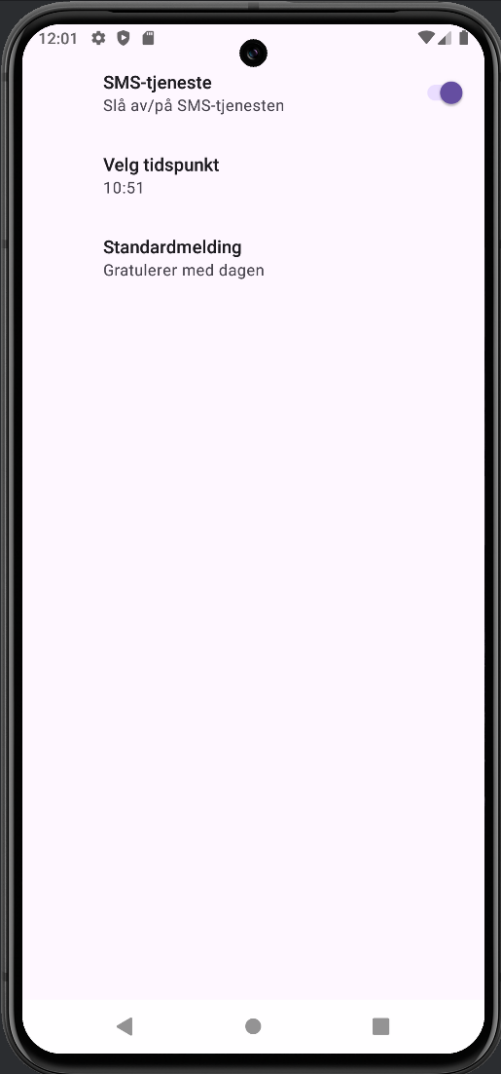 12:01
SMS-tjeneste
Slå av/på SMS-tjenesten
Velg tidspunkt
10:51
Standardmelding
Gratulerer med dagen